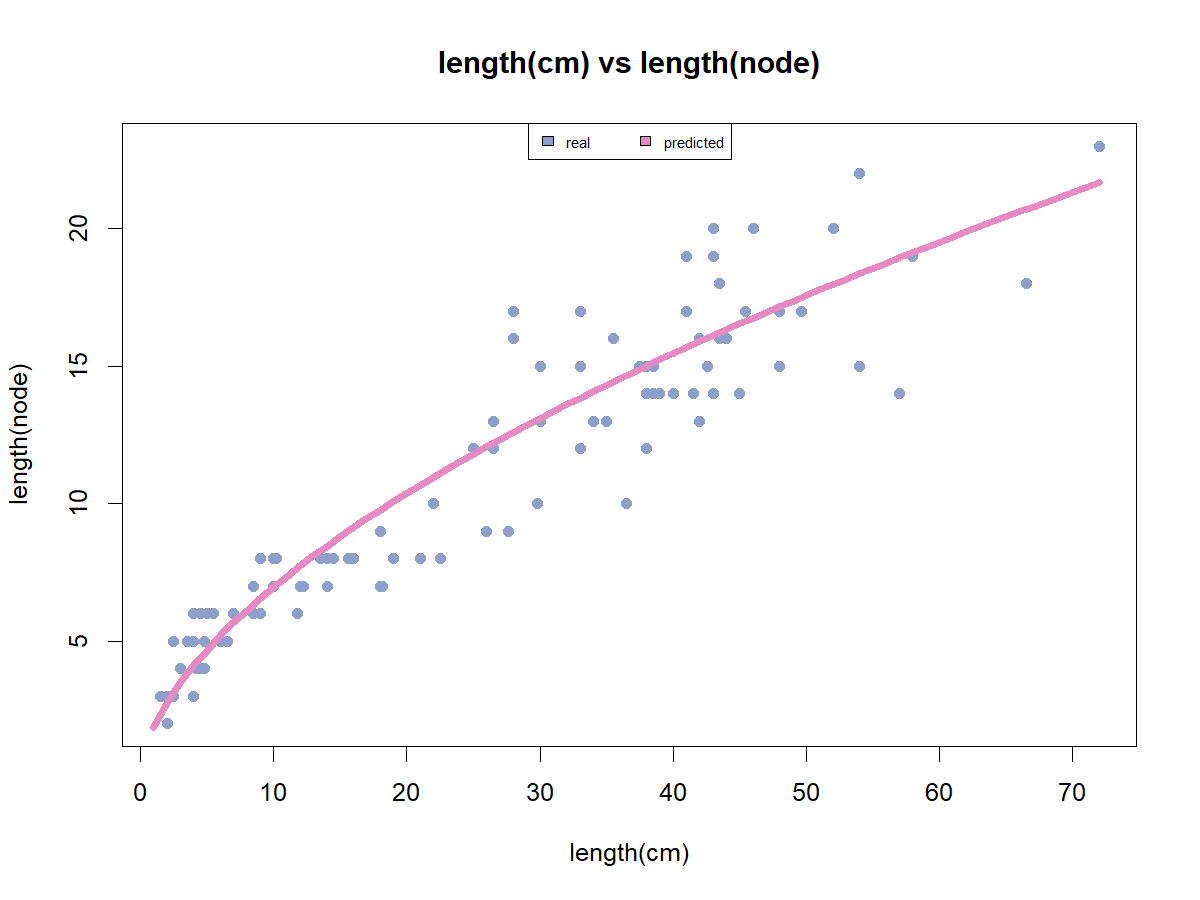 length(cm) vs length(node)
real predicted
20
15
10
5
length(node)
0 10 20 30 40 50 60 70
length(cm)